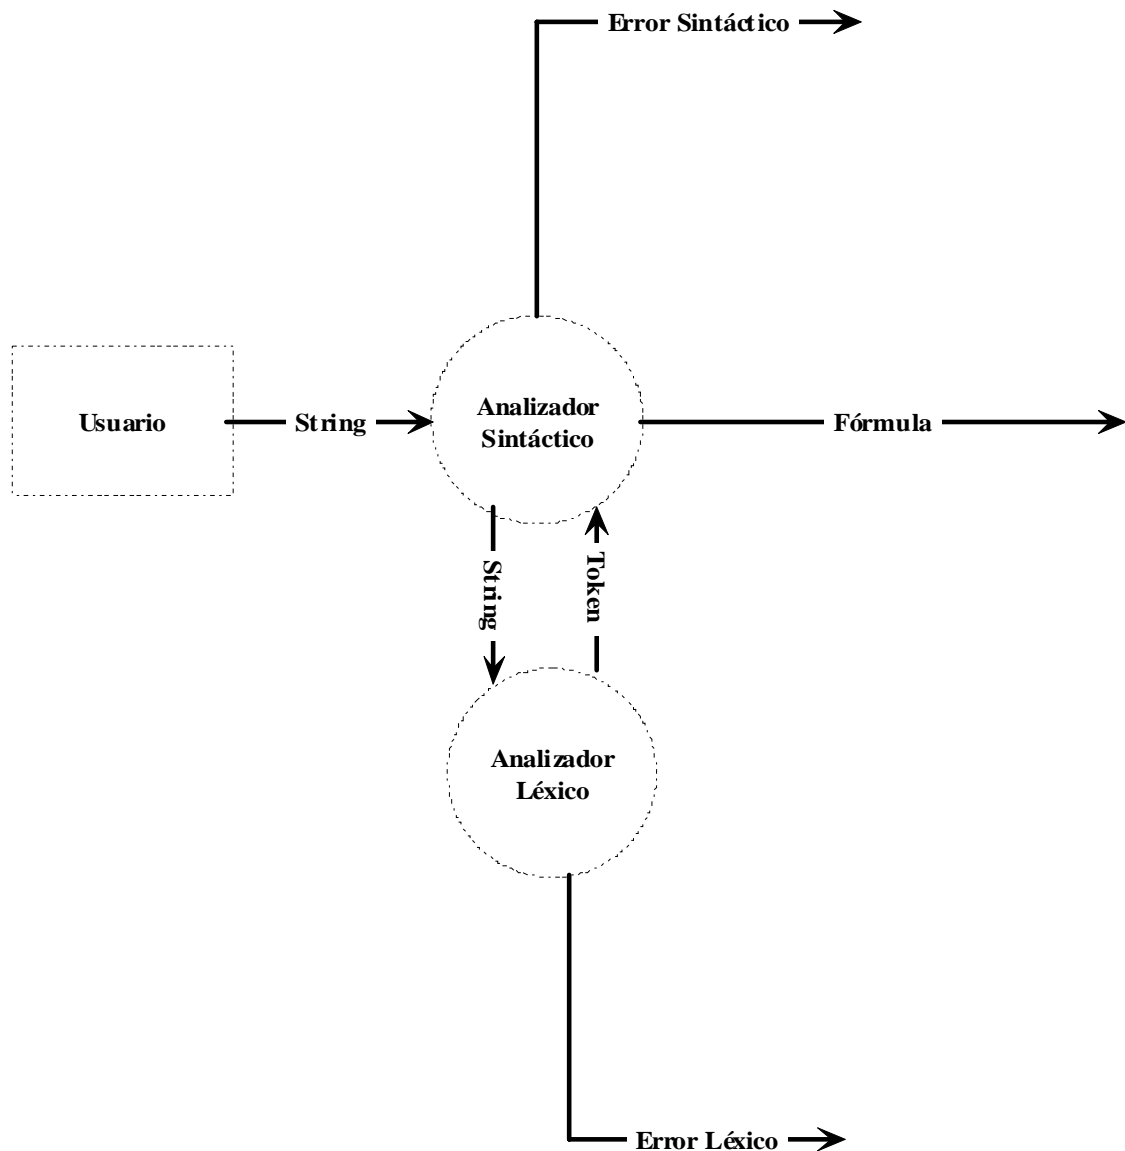 Error Sintáctico
Usuario
String
Analizador
Sintáctico
Fórmula
String
Token
Analizador
Léxico
Error Léxico